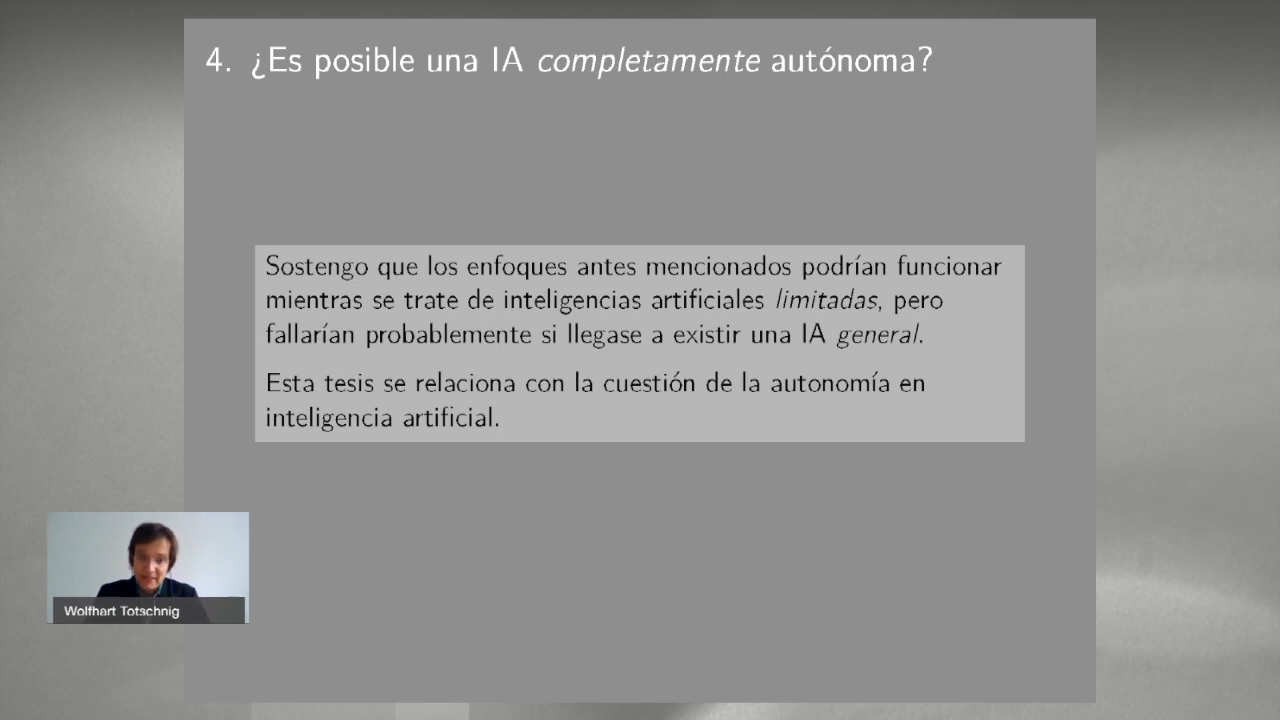 4. ¿Es posible una IA completamente autónoma?
Sostengo que los enfoques antes mencionados podrían funcionar
mientras se trate de inteligencias artificiales limitadas, pero
fallarían probablemente si llegase a existir una IA general.
Esta tesis se relaciona con la cuestión de la autonomía en
inteligencia artificial.
Wolfhart Totschnig